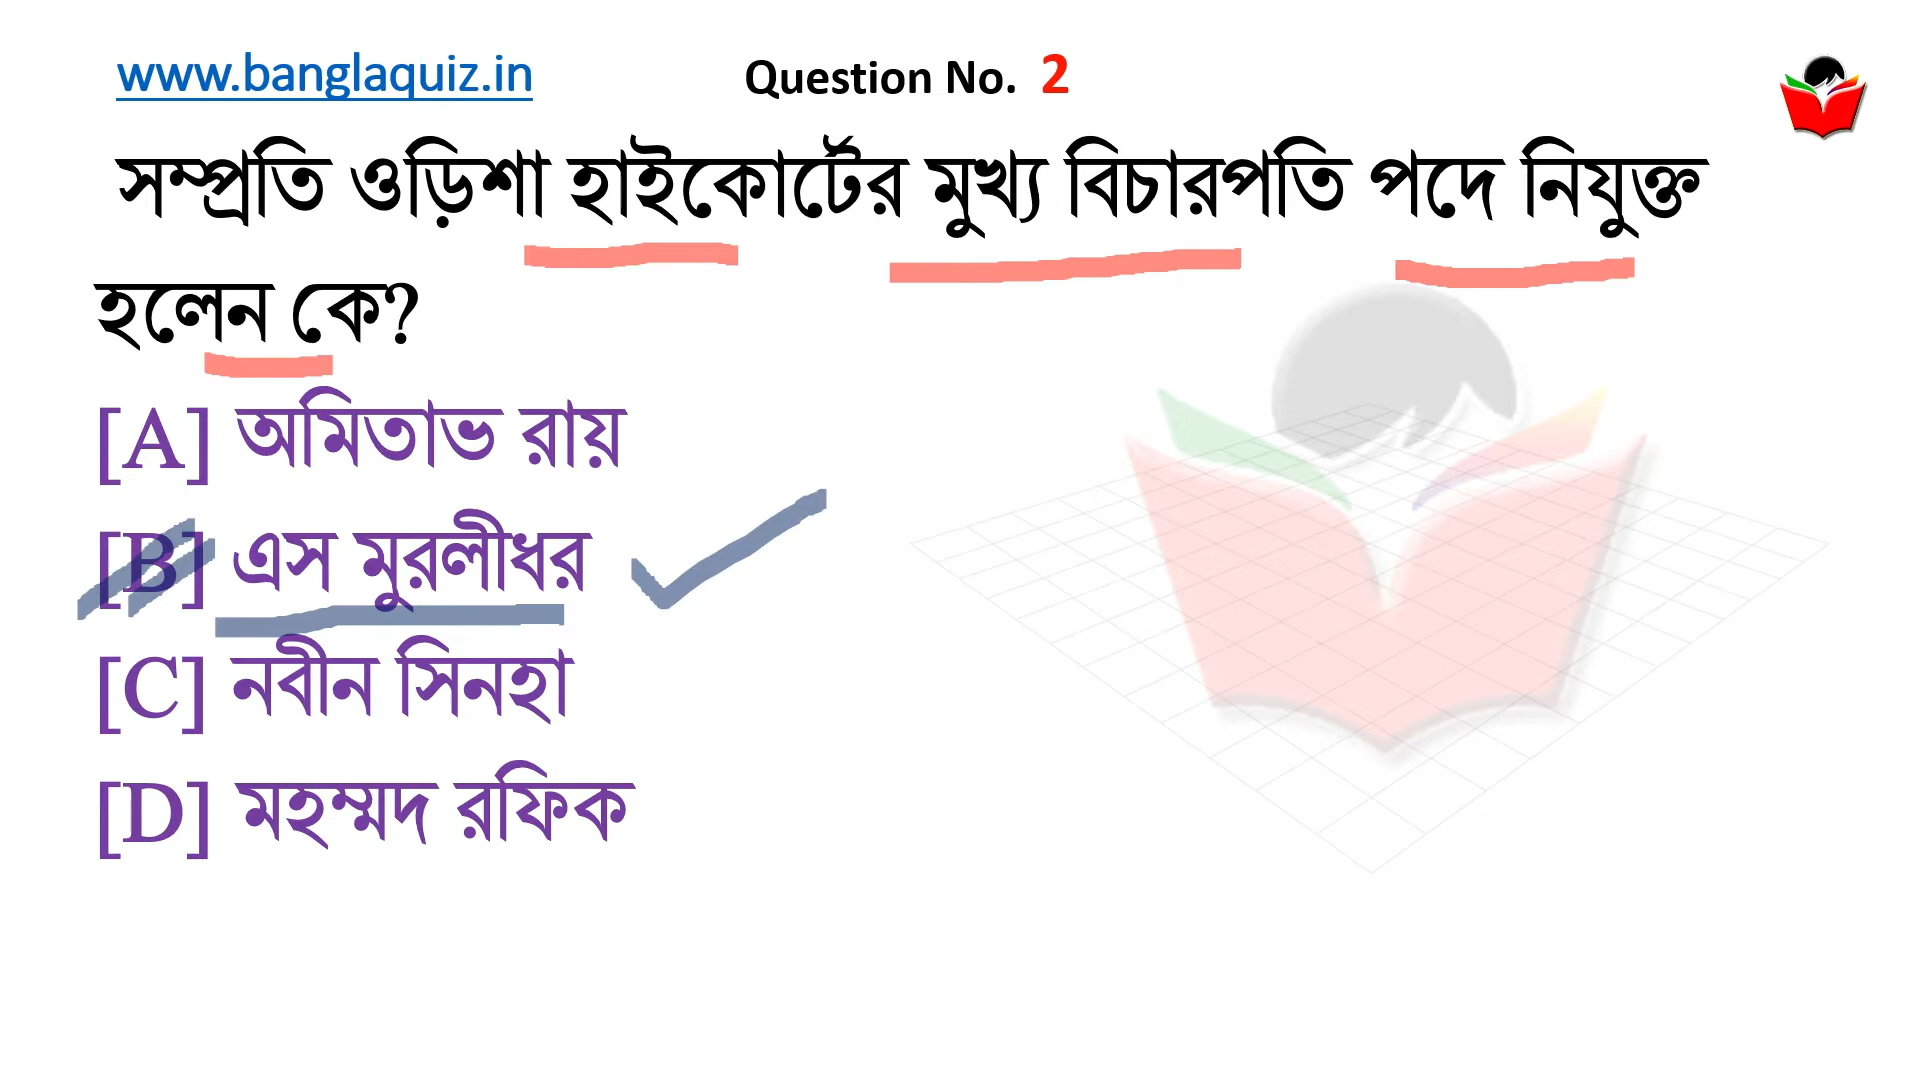 www.banglaquiz.in Question No. 2
সম্প্রতি ওড়িশা হাইকোর্টের মুখ্য বিচারপতি পদে নিযুক্ত
হলেন কে?
[A] অমিতাভ রায়
[B] এস মুরলীধর
[C] নবীন সিনহা
[D] মহম্মদ রফিক